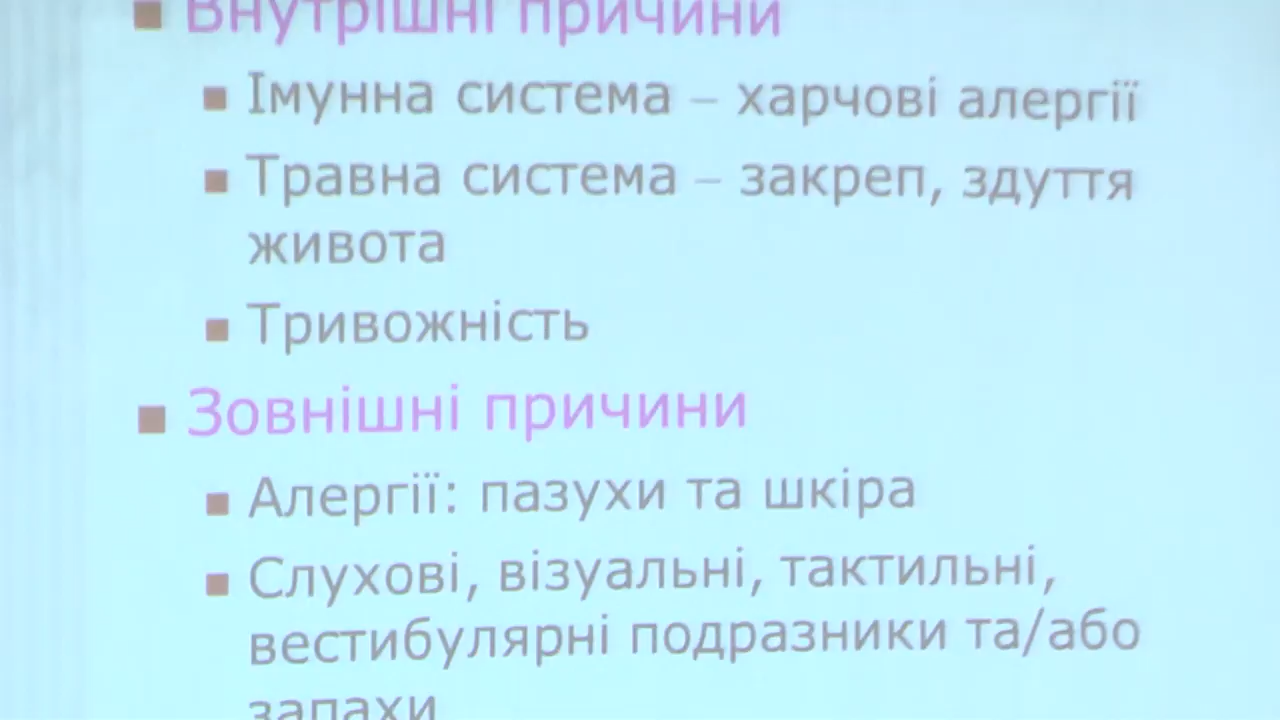 Внутрішні причини
Імунна система – харчові алергії
Травна система – закреп, здуття
живота
Тривожність
Зовнішні причини
Алергії: пазухи та шкіра
Слухові, візуальні, тактильні,
вестибулярні подразники та/або
запахи